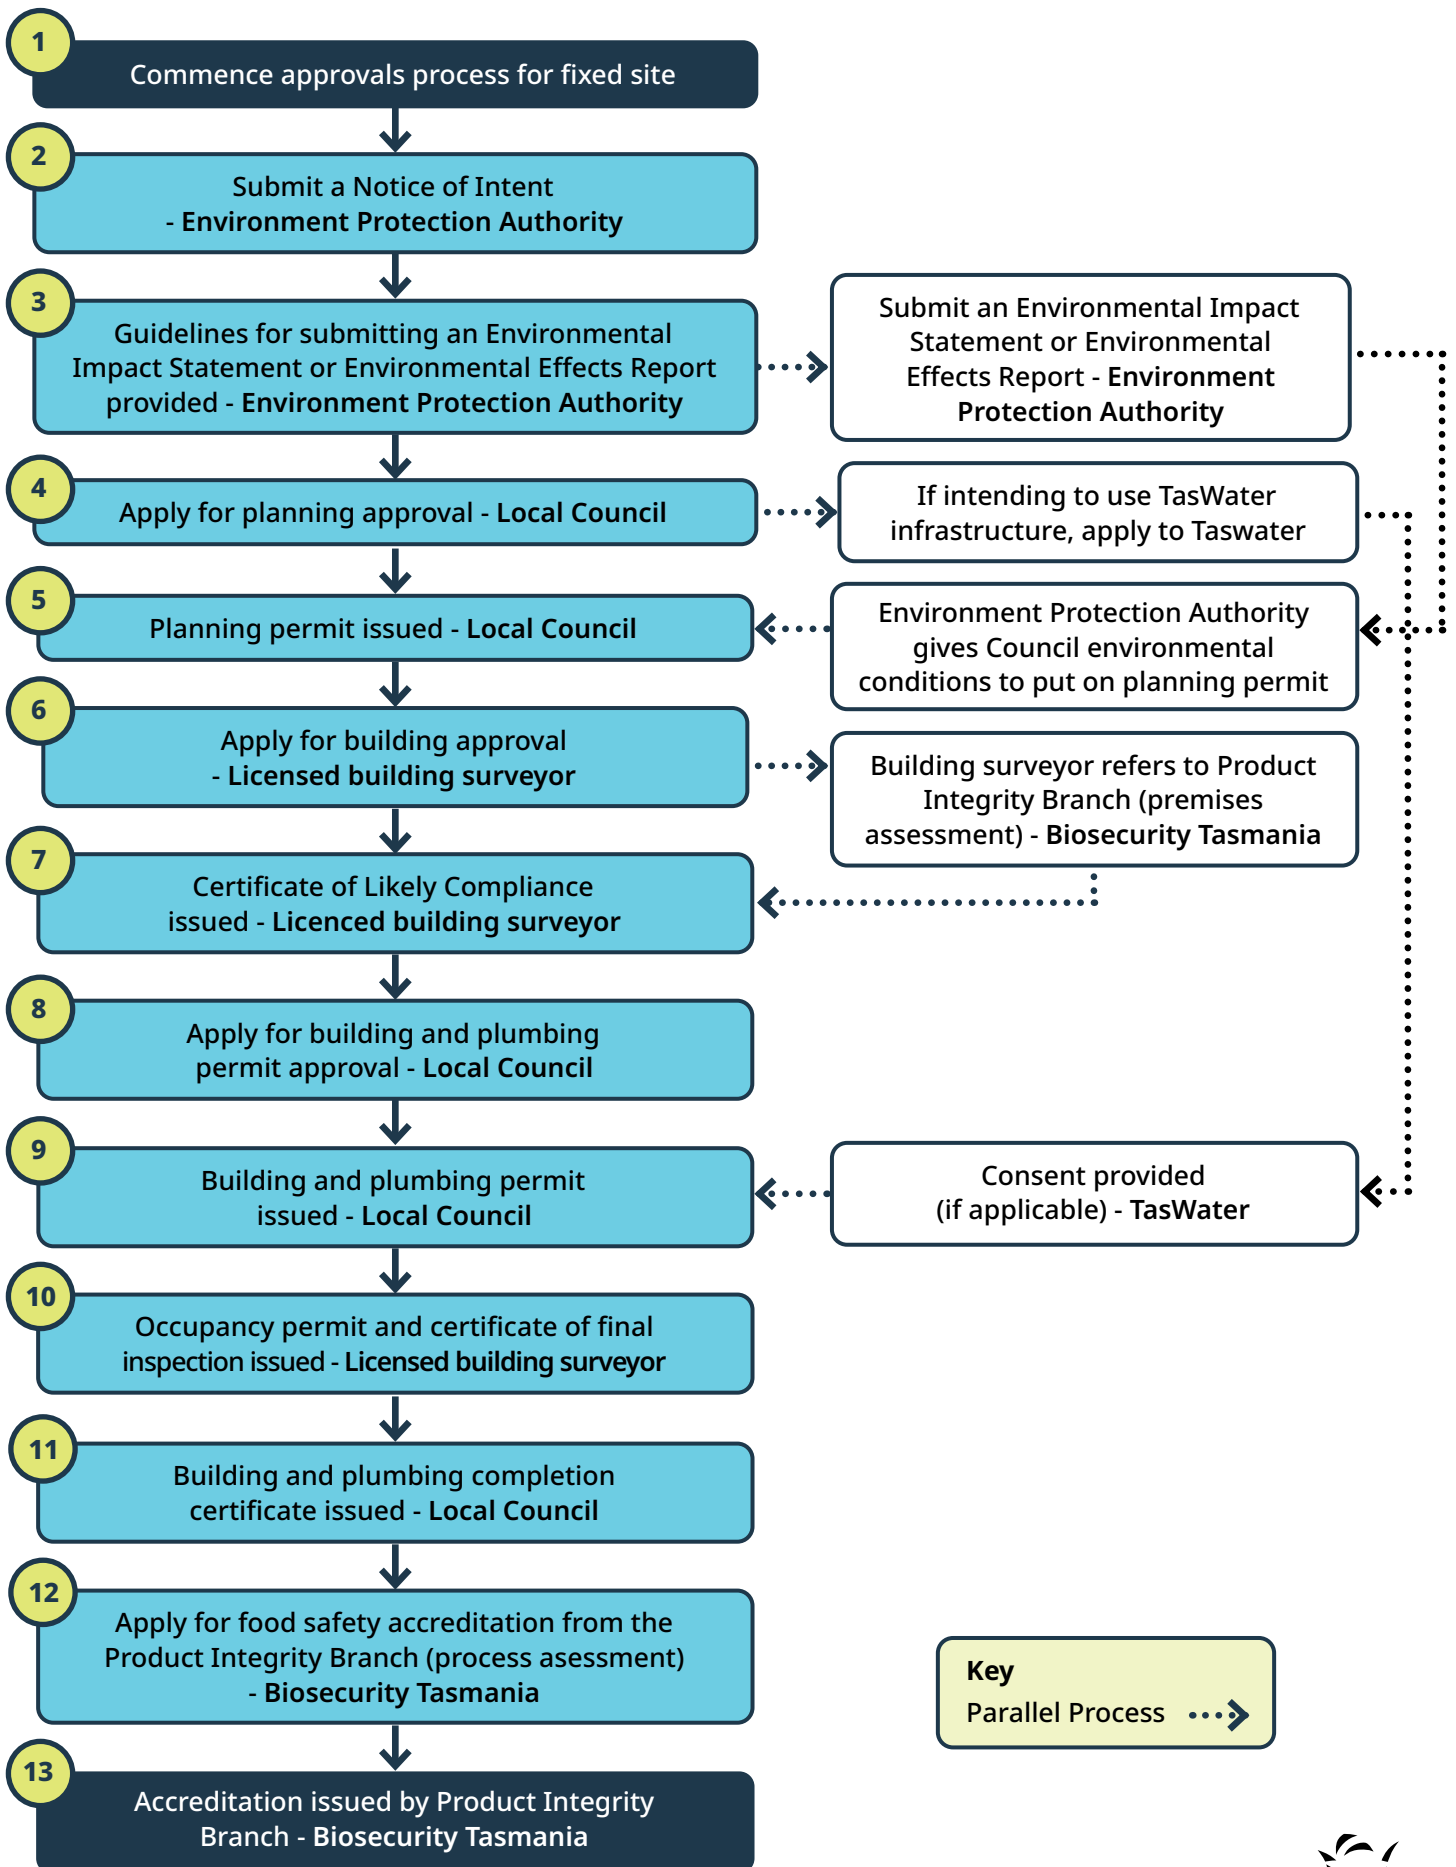 1
Commence approvals process for fixed site
2
Submit a Notice of Intent
- Environment Protection Authority
3
Guidelines for submitting an Environmental
Impact Statement or Environmental Effects Report
provided - Environment Protection Authority
Submit an Environmental Impact
Statement or Environmental
Effects Report - Environment
Protection Authority
4
Apply for planning approval - Local Council
If intending to use TasWater
infrastructure, apply to Taswater
5
Planning permit issued - Local Council
Environment Protection Authority
gives Council environmental
conditions to put on planning permit
6
Apply for building approval
- Licensed building surveyor
Building surveyor refers to Product
Integrity Branch (premises
assessment) - Biosecurity Tasmania
7
Certificate of Likely Compliance
issued - Licenced building surveyor
8
Apply for building and plumbing
permit approval - Local Council
9
Building and plumbing permit
issued - Local Council
Consent provided
(if applicable) - TasWater
10
Occupancy permit and certificate of final
inspection issued - Licensed building surveyor
11
Building and plumbing completion
certificate issued - Local Council
12
Apply for food safety accreditation from the
Product Integrity Branch (process asessment)
- Biosecurity Tasmania
Key
Parallel Process
13
Accreditation issued by Product Integrity
Branch - Biosecurity Tasmania